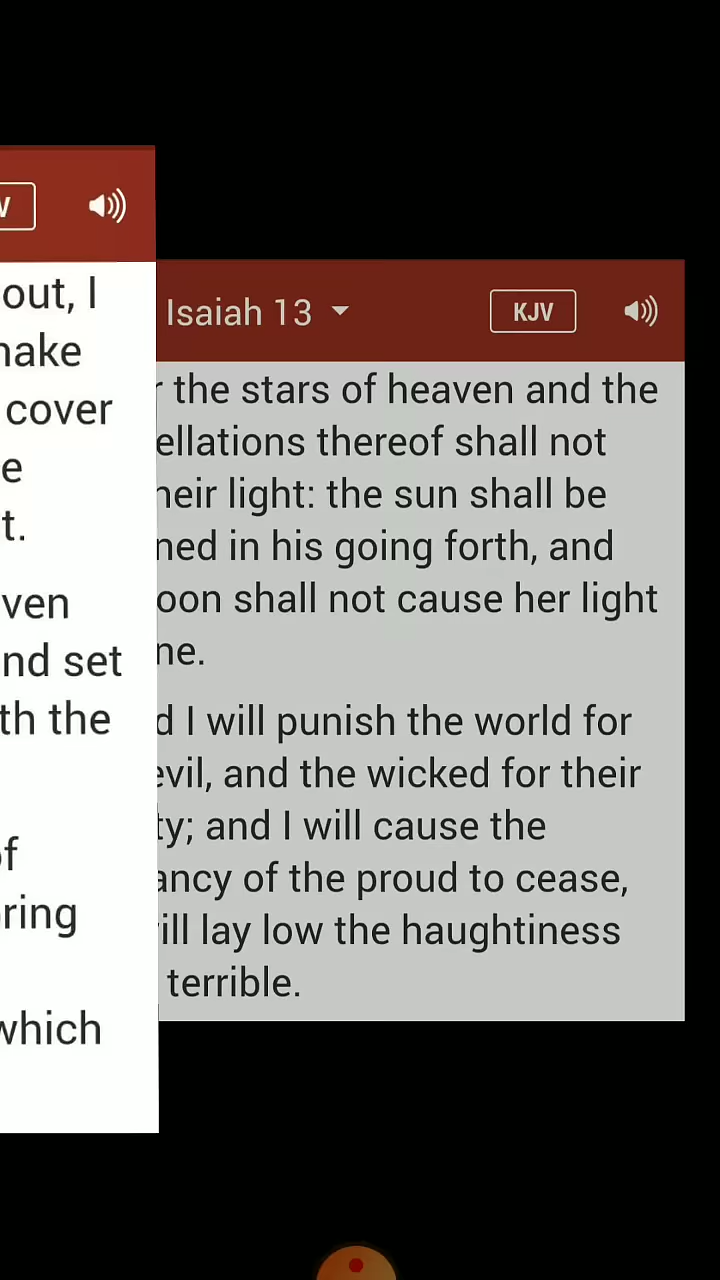 V
out, I
make
cover
e
t.
ven
nd set
th the
of
ring
which
Isaiah 13
KJV
r the stars of heaven and the
ellations thereof shall not
heir light: the sun shall be
ned in his going forth, and
oon shall not cause her light
ne.
d I will punish the world for
evil, and the wicked for their
ty; and I will cause the
ancy of the proud to cease,
ill lay low the haughtiness
terrible.